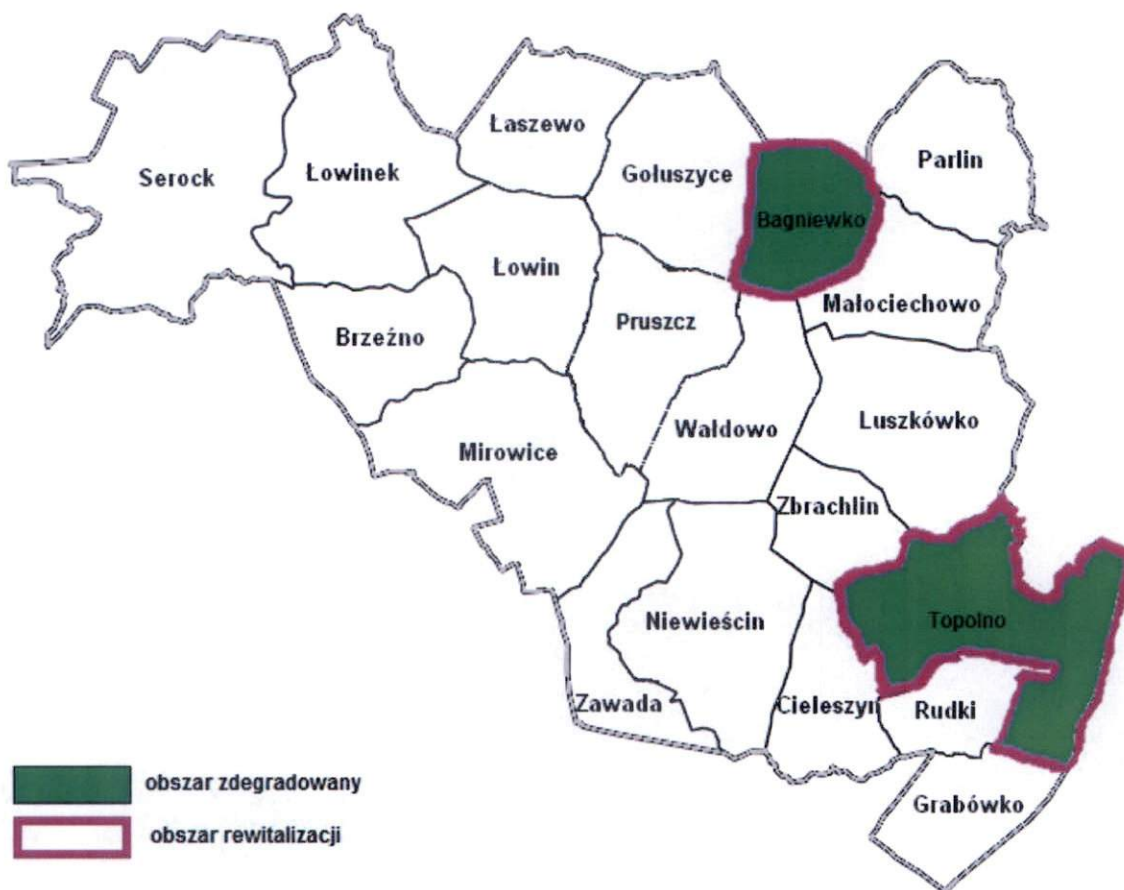 Łaszewo
Parlin
Gołuszyce
Serock
Łowinek
Bagniewko
Łowin
Małociechowo
Pruszcz
Brzeźno
Luszkówko
Wałdowo
Mirowice
Zbrachlin
Niewieścin
Topolno
Zawada
Cieleszyn
Rudki
obszar zdegradowany
Grabówko
obszar rewitalizacji